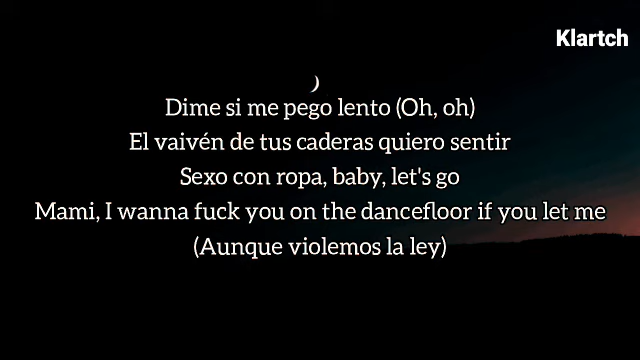 Klartch
Dime si me pego lento (Oh, oh)
El vaivén de tus caderas quiero sentir
Sexo con ropa, baby, let's go
Mami, I wanna fuck you on the dancefloor if you let me
(Aunque violemos la ley)